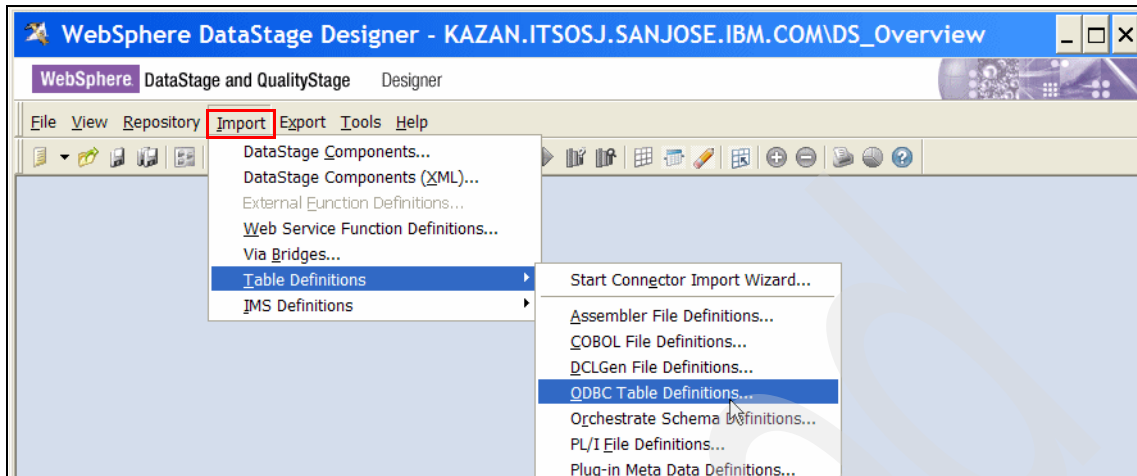 WebSphere DataStage Designer - KAZAN.ITSOSJ.SANJOSE.IBM.COM\DS_Overview
WebSphere. DataStage and QualityStage Designer
File View Repository Import Export Tools Help
DataStage Components...
DataStage Components (XML)...
External Function Definitions...
Web Service Function Definitions...
Via Bridges...
Table Definitions
IMS Definitions
Start Connector Import Wizard...
Assembler File Definitions...
COBOL File Definitions...
DCLGen File Definitions...
ODBC Table Definitions...
Orchestrate Schema Definitions...
PL/I File Definitions...
Plug-in Meta Data Definitions...